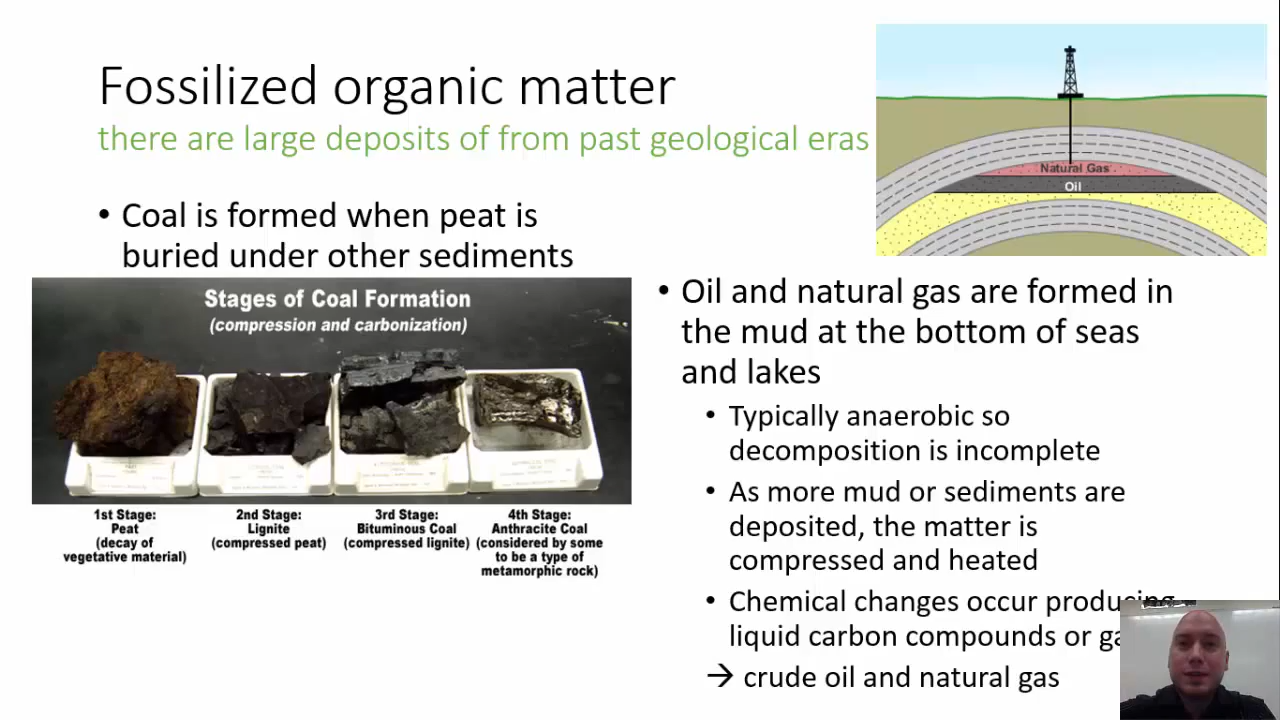 Fossilized organic matter
there are large deposits of from past geological eras
• Coal is formed when peat is
buried under other sediments
Stages of Coal Formation
(compression and carbonization)
1st Stage:
Peat
(decay of
vegetative material)
2nd Stage:
Lignite
(compressed peat)
3rd Stage:
Bituminous Coal
(compressed lignite)
4th Stage:
Anthracite Coal
(considered by some
to be a type of
metamorphic rock)
Natural Gas
Oil
• Oil and natural gas are formed in
the mud at the bottom of seas
and lakes
• Typically anaerobic so
decomposition is incomplete
• As more mud or sediments are
deposited, the matter is
compressed and heated
• Chemical changes occur producing
liquid carbon compounds or
→ crude oil and natural gas